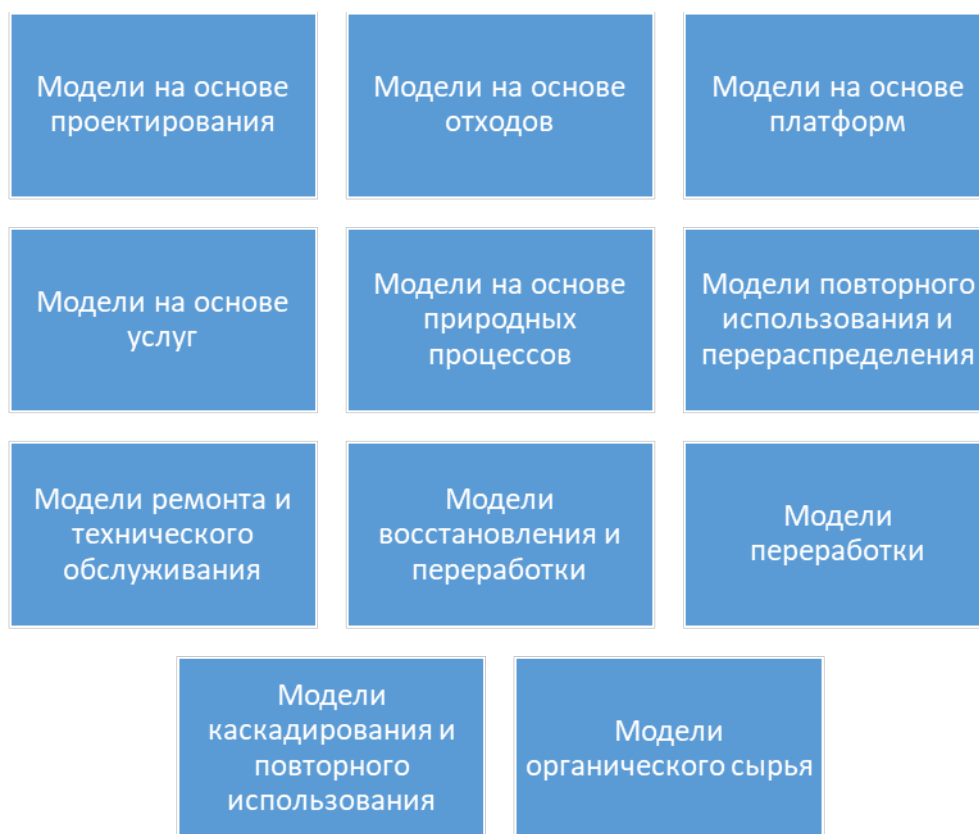 Модели на основе
проектирования
Модели на основе
отходов
Модели на основе
платформ
Модели на основе
услуг
Модели на основе
природных
процессов
Модели повторного
использования и
перераспределения
Модели ремонта и
технического
обслуживания
Модели
восстановления и
переработки
Модели
переработки
Модели
каскадирования и
повторного
использования
Модели
органического сырья